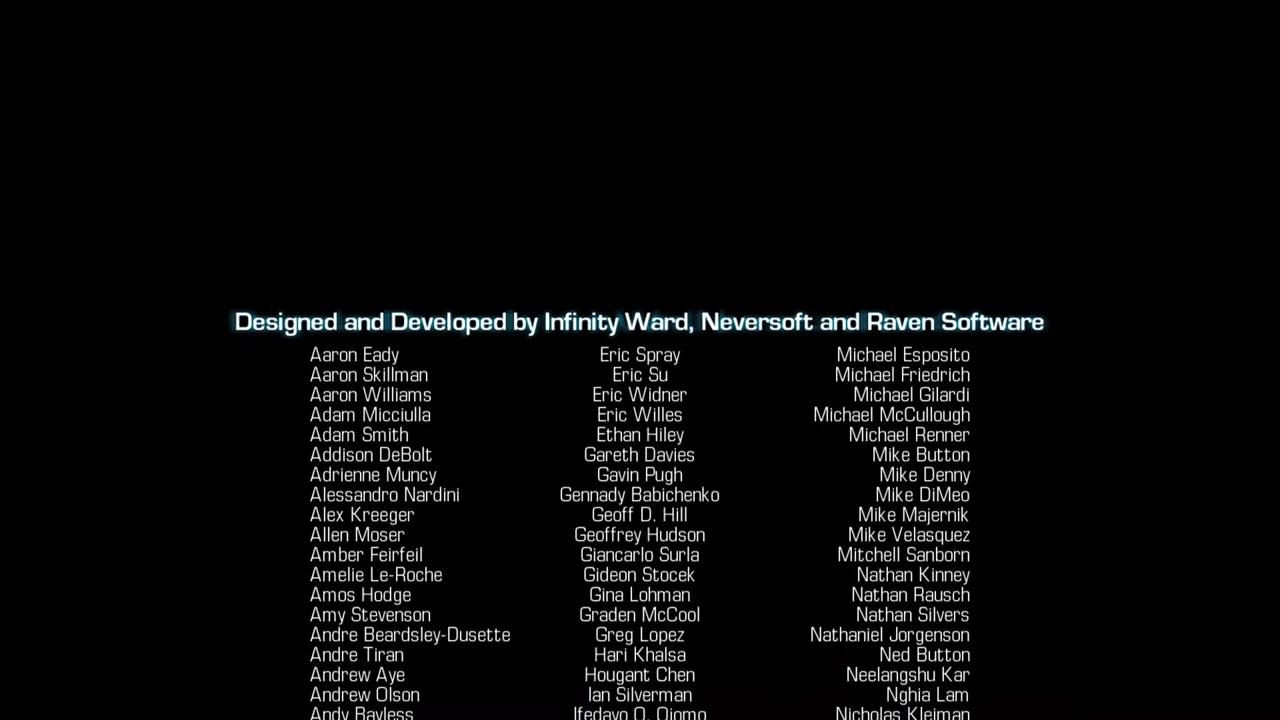 Designed and Developed by Infinity Ward, Neversoft and Raven Software
Aaron Eady Eric Spray Michael Esposito
Aaron Skillman Eric Su Michael Friedrich
Aaron Williams Eric Widner Michael Gilardi
Adam Micciulla Eric Willes Michael McCullough
Adam Smith Ethan Hiley Michael Renner
Addison DeBolt Gareth Davies Mike Button
Adrienne Muncy Gavin Pugh Mike Denny
Alessandro Nardini Gennady Babichenko Mike DiMeo
Alex Kreeger Geoff D. Hill Mike Majernik
Allen Moser Geoffrey Hudson Mike Velasquez
Amber Feirfeil Giancarlo Surla Mitchell Sanborn
Amelie Le-Roche Gideon Stocek Nathan Kinney
Amos Hodge Gina Lohman Nathan Rausch
Amy Stevenson Graden McCool Nathan Silvers
Andre Beardsley-Dusette Greg Lopez Nathaniel Jorgenson
Andre Tiran Hari Khalsa Ned Button
Andrew Aye Hougant Chen Neelangshu Kar
Andrew Olson Ian Silverman Nghia Lam
Andy Bayless Ifedayo O. Ojomo Nicholas Kleiman